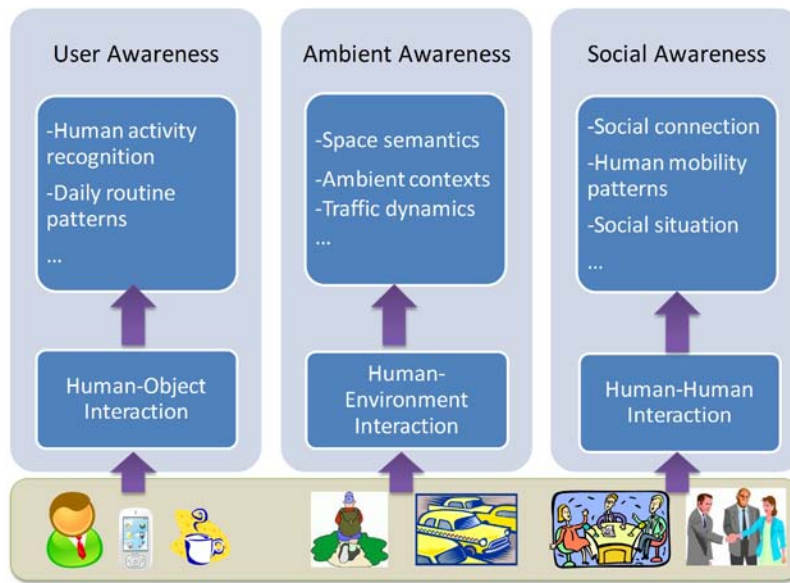 User Awareness
-Human activity
recognition
-Daily routine
patterns
...
Human-Object
Interaction
Ambient Awareness
-Space semantics
-Ambient contexts
-Traffic dynamics
...
Human-
Environment
Interaction
Social Awareness
-Social connection
-Human mobility
patterns
-Social situation
...
Human-Human
Interaction